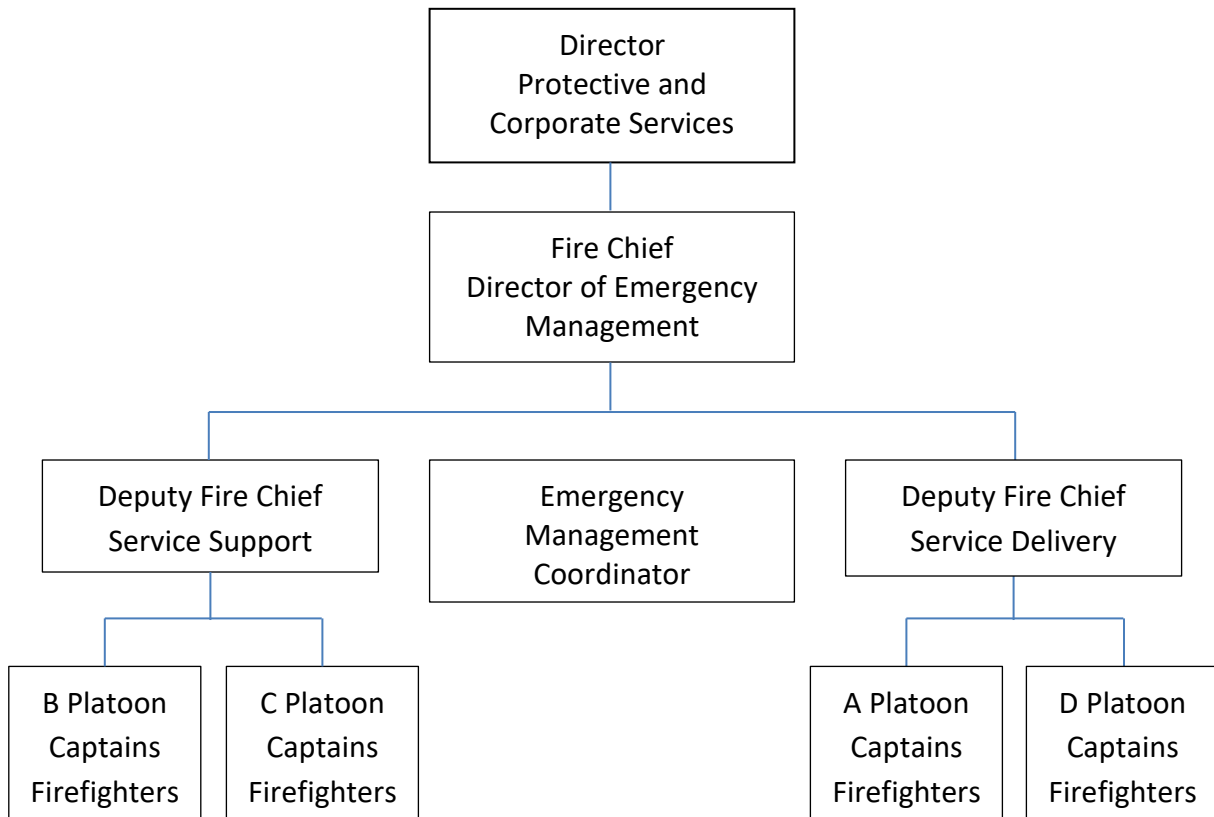 Director
Protective and
Corporate Services
Fire Chief
Director of Emergency
Management
Deputy Fire Chief
Service Support
Emergency
Management
Coordinator
Deputy Fire Chief
Service Delivery
B Platoon
Captains
Firefighters
C Platoon
Captains
Firefighters
A Platoon
Captains
Firefighters
D Platoon
Captains
Firefighters